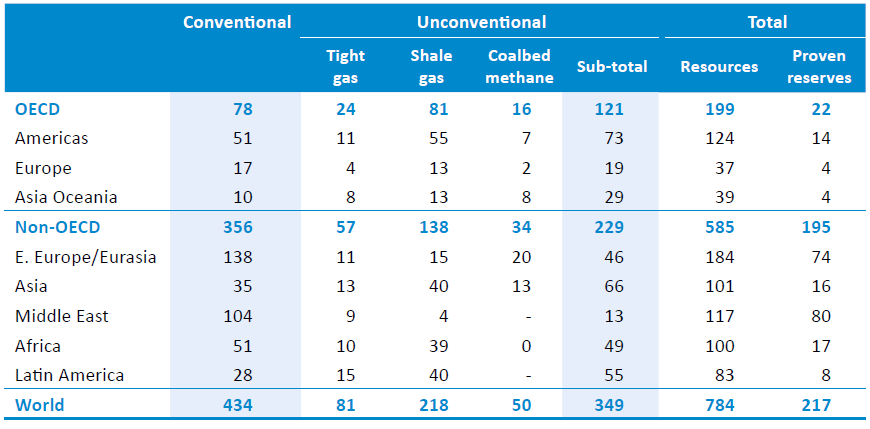 Conventional Unconventional Total
Tight gas Shale gas Coalbed methane Sub-total Resources Proven reserves
OECD 78 24 81 16 121 199 22
Americas 51 11 55 7 73 124 14
Europe 17 4 13 2 19 37 4
Asia Oceania 10 8 13 8 29 39 4
Non-OECD 356 57 138 34 229 585 195
E. Europe/Eurasia 138 11 15 20 46 184 74
Asia 35 13 40 13 66 101 16
Middle East 104 9 4 - 13 117 80
Africa 51 10 39 0 49 100 17
Latin America 28 15 40 - 55 83 8
World 434 81 218 50 349 784 217